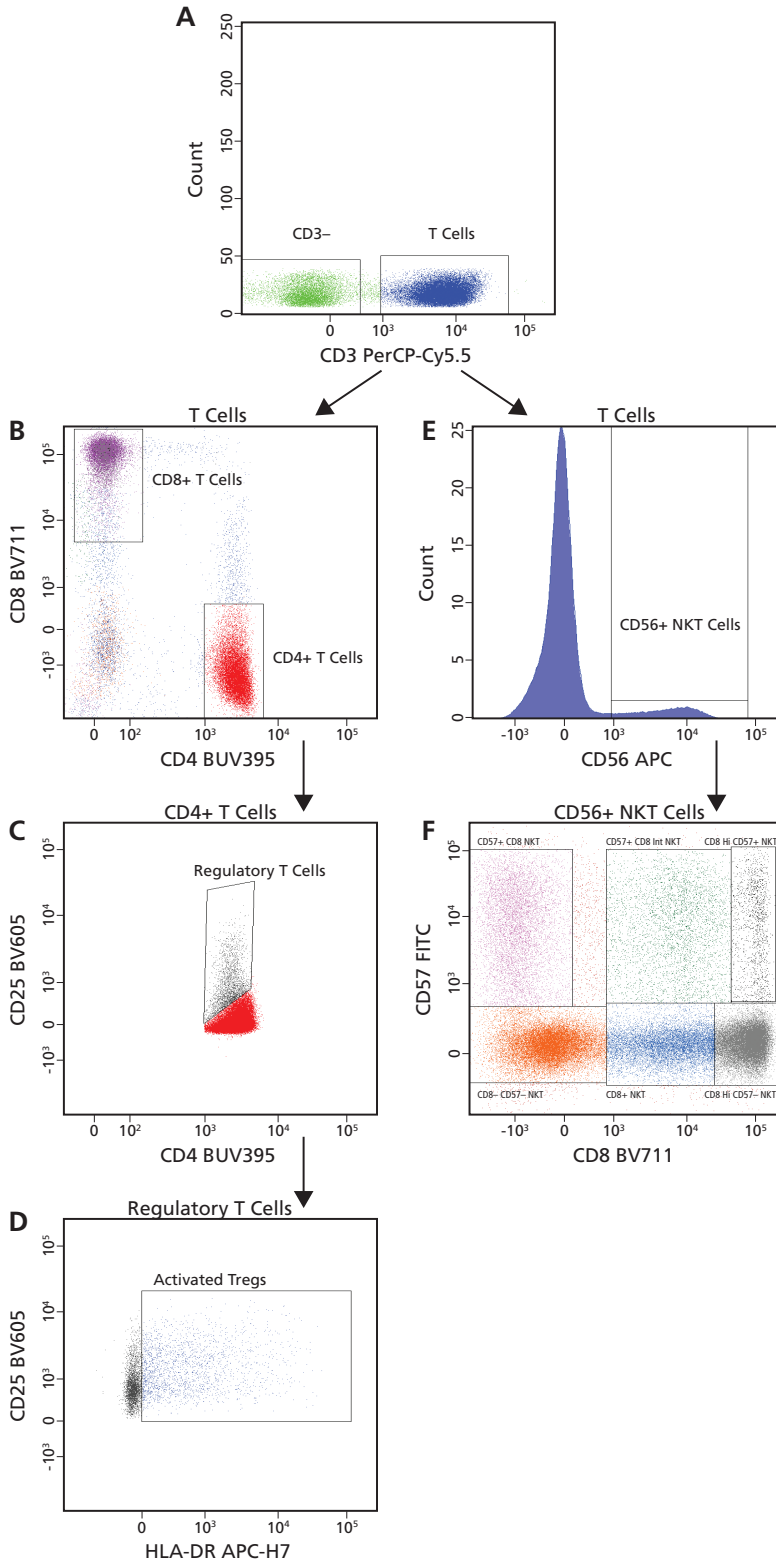 A
250
200
150
100
50
0
Count
CD3–
T Cells
0 10³ 10⁴ 10⁵
CD3 PerCP-Cy5.5
B
T Cells
10⁵
10⁴
10³
0
-10³
CD8 BV711
CD8+ T Cells
CD4+ T Cells
0 10² 10³ 10⁴ 10⁵
CD4 BUV395
E
T Cells
25
20
15
10
5
0
Count
CD56+ NKT Cells
-10³ 0 10³ 10⁴ 10⁵
CD56 APC
C
CD4+ T Cells
10⁵
10⁴
10³
0
-10³
CD25 BV605
Regulatory T Cells
0 10² 10³ 10⁴ 10⁵
CD4 BUV395
F
CD56+ NKT Cells
10⁵
10⁴
10³
0
CD57 FITC
CD57+ CD8 NKT
CD57+ CD8 Int NKT
CD8 Hi CD57+ NKT
CD8– CD57– NKT
CD8+ NKT
CD8 Hi CD57– NKT
-10³ 0 10³ 10⁴ 10⁵
CD8 BV711
D
Regulatory T Cells
10⁵
10⁴
10³
0
-10³
CD25 BV605
Activated Tregs
0 10³ 10⁴ 10⁵
HLA-DR APC-H7